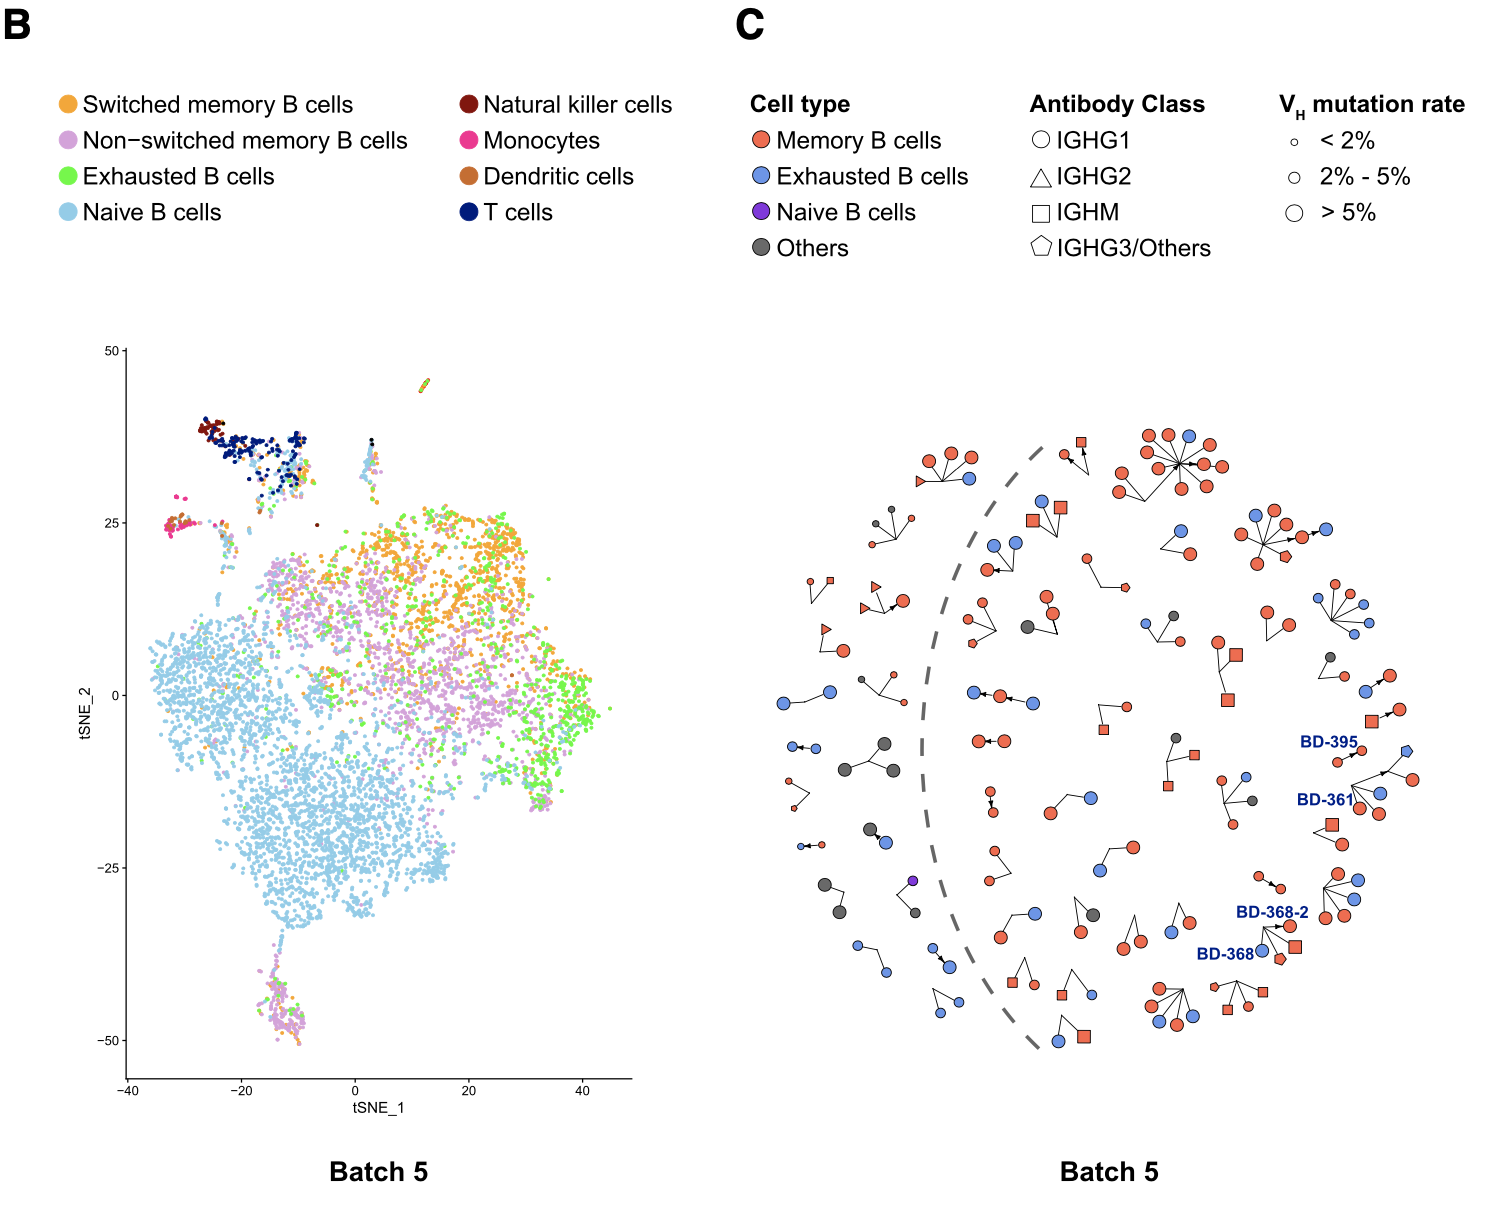 B
Switched memory B cells
Non−switched memory B cells
Exhausted B cells
Naive B cells
Natural killer cells
Monocytes
Dendritic cells
T cells
50
25
0
−25
−50
tSNE_2
−40
−20
0
20
40
tSNE_1
Batch 5
C
Cell type
Memory B cells
Exhausted B cells
Naive B cells
Others
Antibody Class
IGHG1
IGHG2
IGHM
IGHG3/Others
VH mutation rate
< 2%
2% - 5%
> 5%
BD-395
BD-361
BD-368-2
BD-368
Batch 5